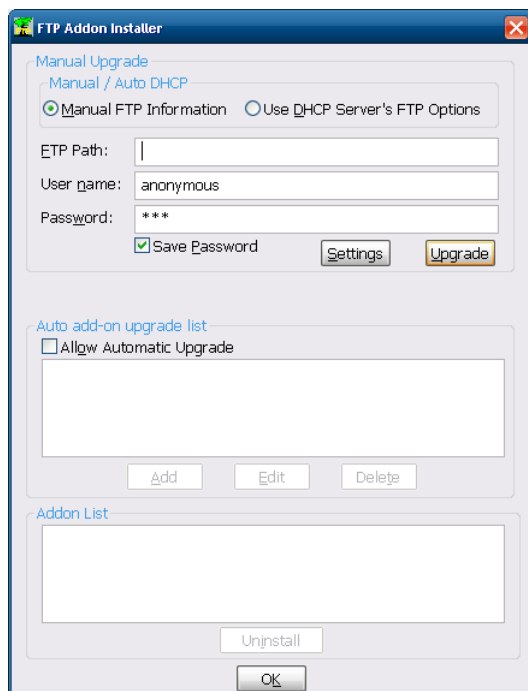 FTP Addon Installer
Manual Upgrade
Manual / Auto DHCP
Manual FTP Information Use DHCP Server's FTP Options
FTP Path:
User name: anonymous
Password: ***
Save Password Settings Upgrade
Auto add-on upgrade list
Allow Automatic Upgrade
Add Edit Delete
Addon List
Uninstall
OK